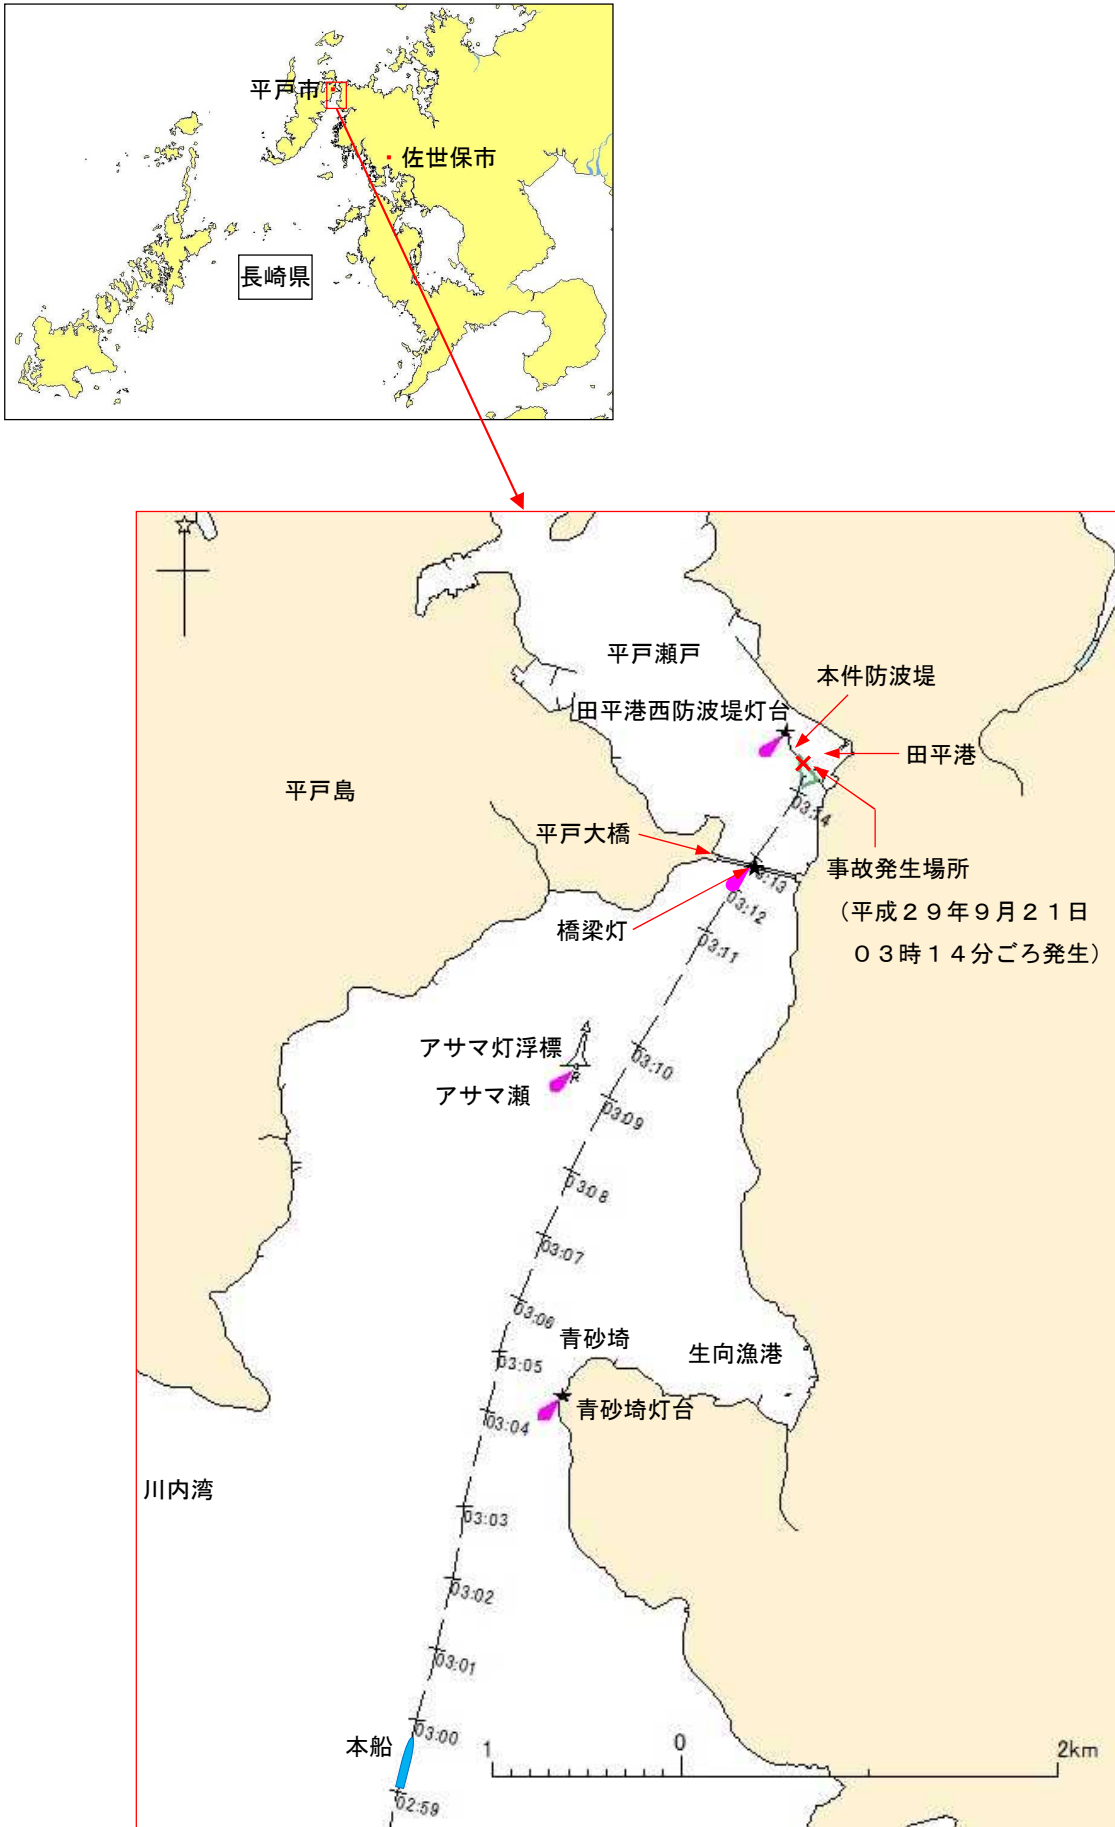 平戸市
佐世保市
長崎県
平戸瀬戸
本件防波堤
田平港西防波堤灯台
田平港
平戸島
03:14
平戸大橋
事故発生場所
(平成29年9月21日
03時14分ごろ発生)
03:13
03:12
橋梁灯
03:11
アサマ灯浮標
03:10
R
アサマ瀬
03:09
03:08
03:07
03:06
青砂埼
生向漁港
03:05
青砂埼灯台
03:04
川内湾
03:03
03:02
03:01
03:00
本船
1 0 2km
02:59